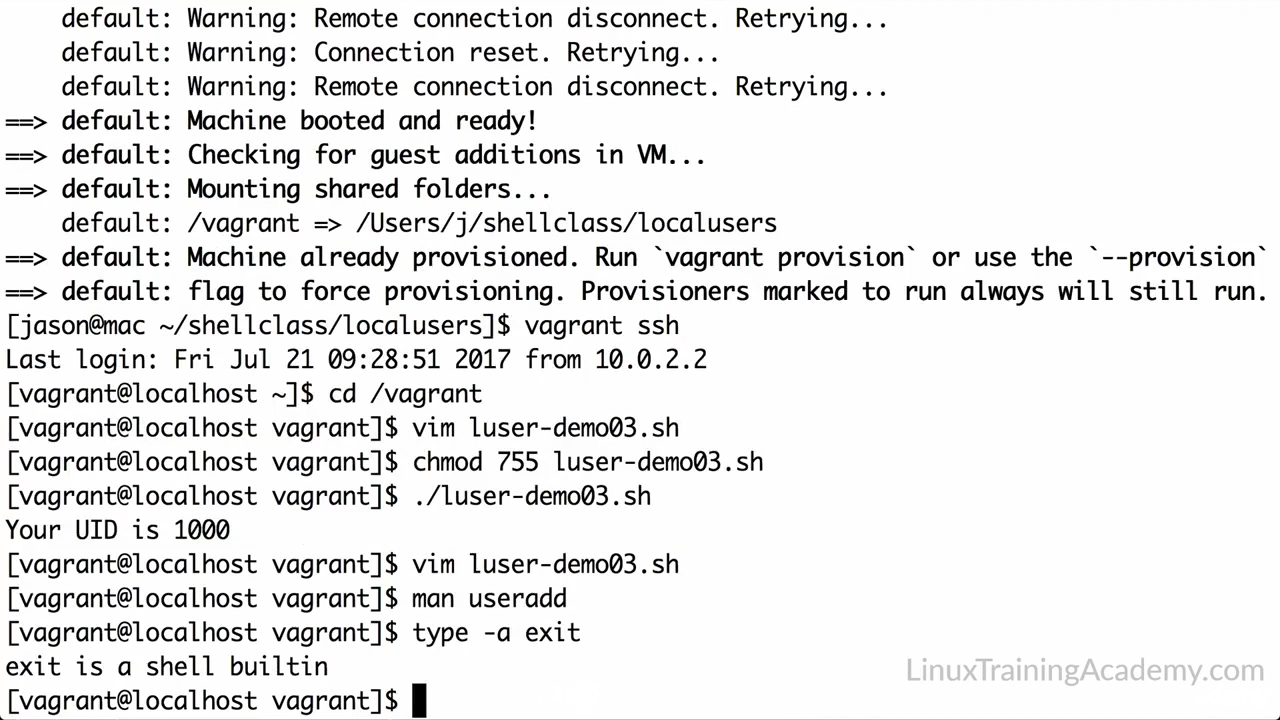 default: Warning: Remote connection disconnect. Retrying...
default: Warning: Connection reset. Retrying...
default: Warning: Remote connection disconnect. Retrying...
==> default: Machine booted and ready!
==> default: Checking for guest additions in VM...
==> default: Mounting shared folders...
default: /vagrant => /Users/j/shellclass/localusers
==> default: Machine already provisioned. Run `vagrant provision` or use the `--provision`
==> default: flag to force provisioning. Provisioners marked to run always will still run.
[jason@mac ~/shellclass/localusers]$ vagrant ssh
Last login: Fri Jul 21 09:28:51 2017 from 10.0.2.2
[vagrant@localhost ~]$ cd /vagrant
[vagrant@localhost vagrant]$ vim luser-demo03.sh
[vagrant@localhost vagrant]$ chmod 755 luser-demo03.sh
[vagrant@localhost vagrant]$ ./luser-demo03.sh
Your UID is 1000
[vagrant@localhost vagrant]$ vim luser-demo03.sh
[vagrant@localhost vagrant]$ man useradd
[vagrant@localhost vagrant]$ type -a exit
exit is a shell builtin
LinuxTrainingAcademy.com
[vagrant@localhost vagrant]$